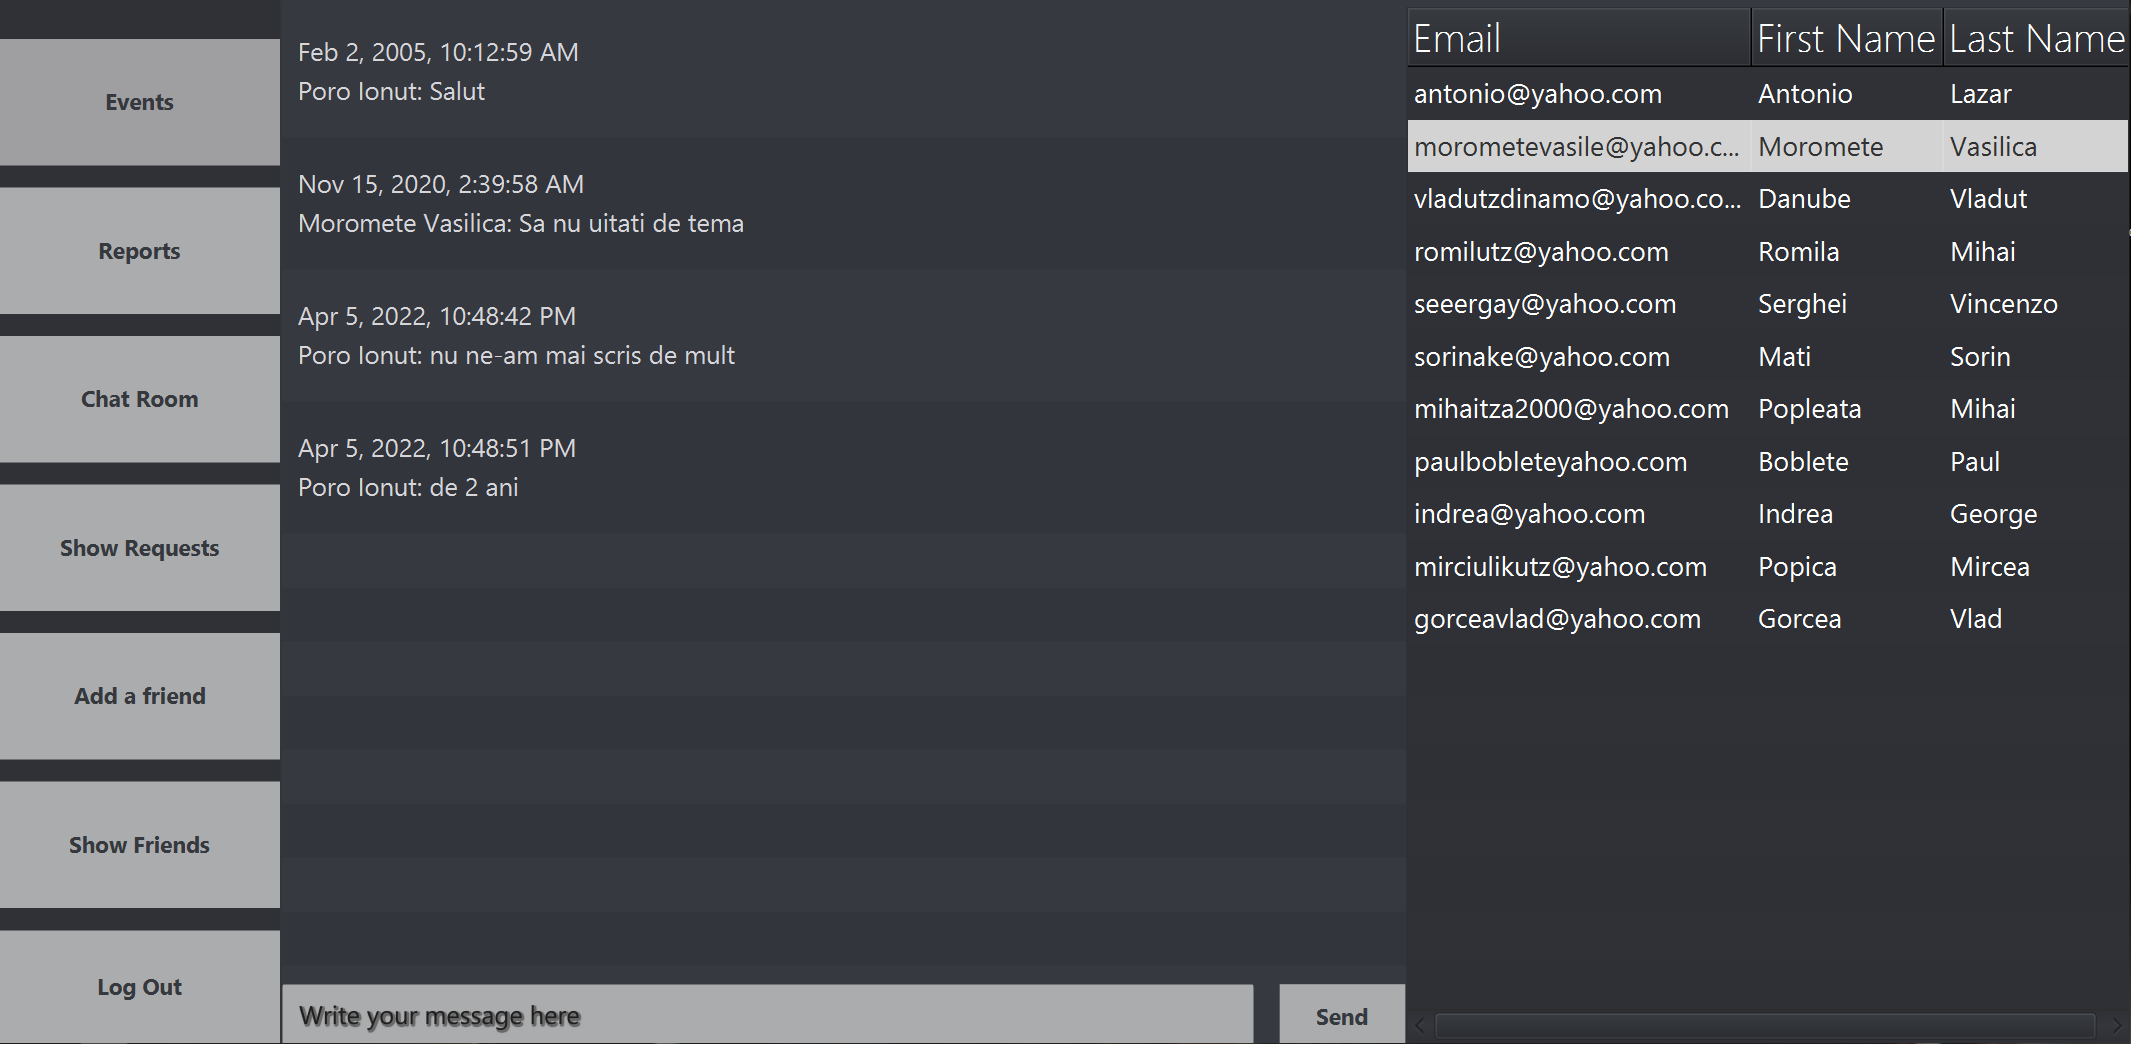 Events
Reports
Chat Room
Show Requests
Add a friend
Show Friends
Log Out
Feb 2, 2005, 10:12:59 AM
Poro Ionut: Salut
Nov 15, 2020, 2:39:58 AM
Moromete Vasilica: Sa nu uitati de tema
Apr 5, 2022, 10:48:42 PM
Poro Ionut: nu ne-am mai scris de mult
Apr 5, 2022, 10:48:51 PM
Poro Ionut: de 2 ani
Write your message here
Send
Email First Name Last Name
antonio@yahoo.com Antonio Lazar
morometevasile@yahoo.c... Moromete Vasilica
vladutzdinamo@yahoo.co... Danube Vladut
romilutz@yahoo.com Romila Mihai
seeergay@yahoo.com Serghei Vincenzo
sorinake@yahoo.com Mati Sorin
mihaitza2000@yahoo.com Popleata Mihai
paulbobleteyahoo.com Boblete Paul
indrea@yahoo.com Indrea George
mirciulikutz@yahoo.com Popica Mircea
gorceavlad@yahoo.com Gorcea Vlad